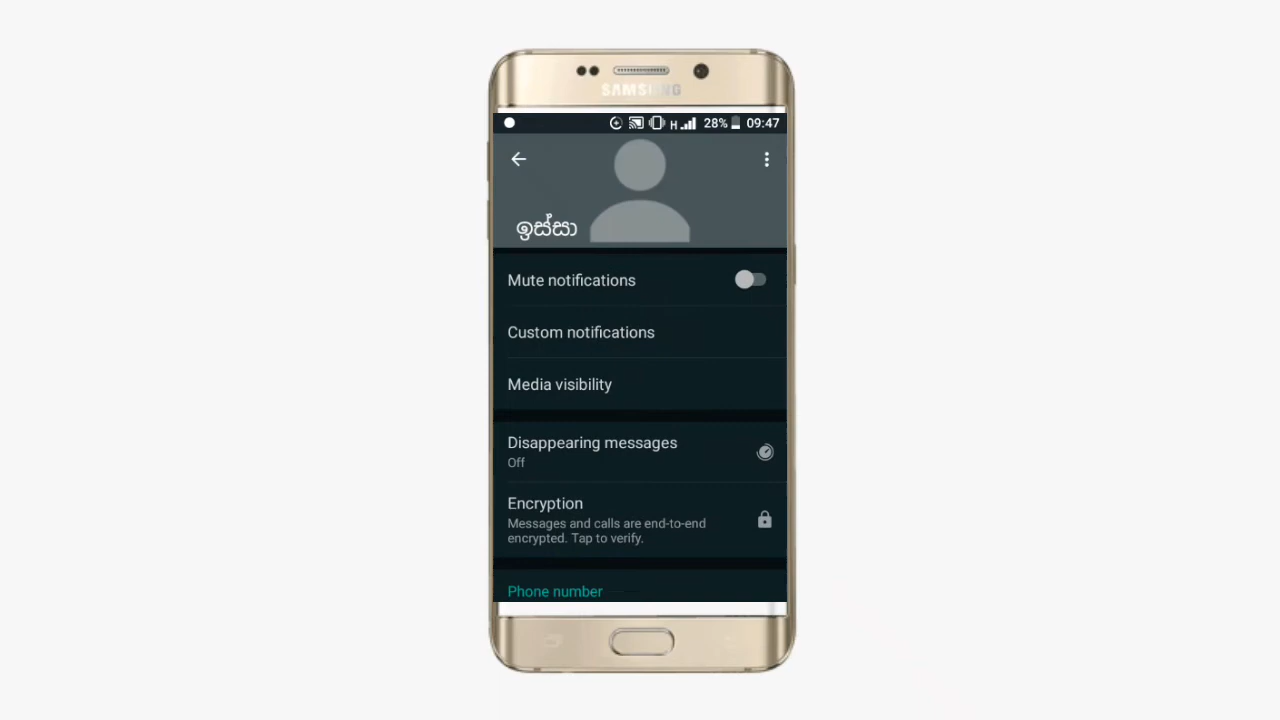 SAMSUNG
H 28% 09:47
ඉස්සා
Mute notifications
Custom notifications
Media visibility
Disappearing messages
Off
Encryption
Messages and calls are end-to-end
encrypted. Tap to verify.
Phone number